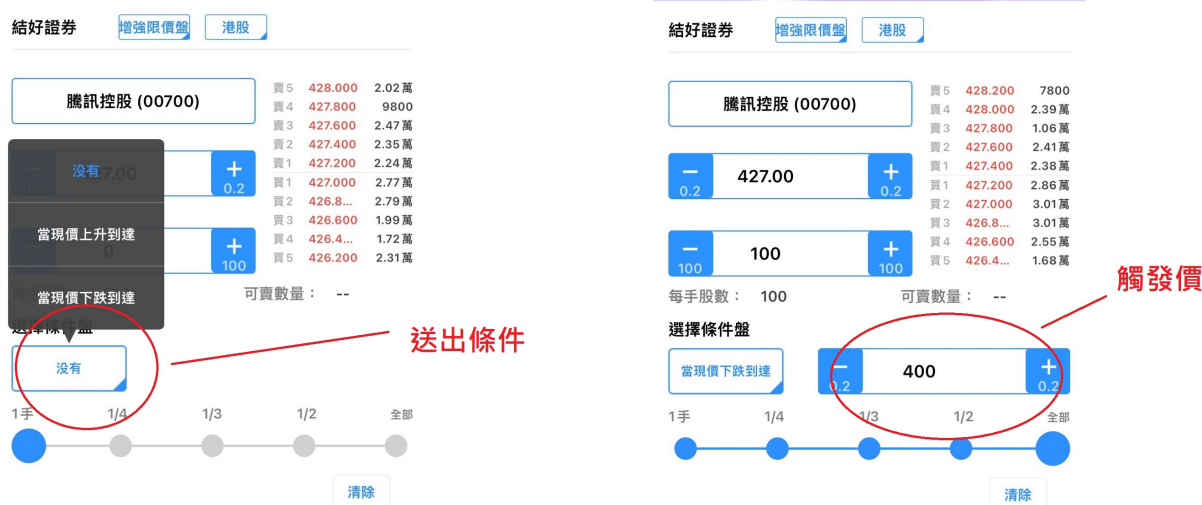 結好證券 增強限價盤 港股
騰訊控股 (00700)
賣5 428.000 2.02萬
賣4 427.800 9800
賣3 427.600 2.47萬
賣2 427.400 2.35萬
賣1 427.200 2.24萬
買1 427.000 2.77萬
買2 426.8... 2.79萬
買3 426.600 1.99萬
買4 426.4... 1.72萬
買5 426.200 2.31萬
没有
當現價上升到達
當現價下跌到達
7.00
+
0.2
0
+
100
可賣數量： --
選擇條件盤
没有
送出條件
1手 1/4 1/3 1/2 全部
清除
結好證券 增強限價盤 港股
騰訊控股 (00700)
賣5 428.200 7800
賣4 428.000 2.39萬
賣3 427.800 1.06萬
賣2 427.600 2.41萬
賣1 427.400 2.38萬
買1 427.200 2.86萬
買2 427.000 3.01萬
買3 426.8... 3.01萬
買4 426.600 2.55萬
買5 426.4... 1.68萬
− 427.00 +
0.2 0.2
− 100 +
100 100
每手股數： 100 可賣數量： --
選擇條件盤
當現價下跌到達 − 400 +
0.2 0.2
觸發價
1手 1/4 1/3 1/2 全部
清除